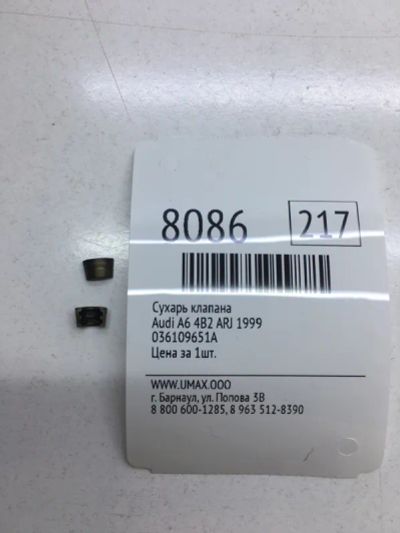 8086 217
Сухарь клапана
Audi A6 4B2 ARJ 1999
036109651A
Цена за 1шт.
WWW.UMAX.OOO
г. Барнаул, ул. Попова 3В
8 800 600-1285, 8 963 512-8390